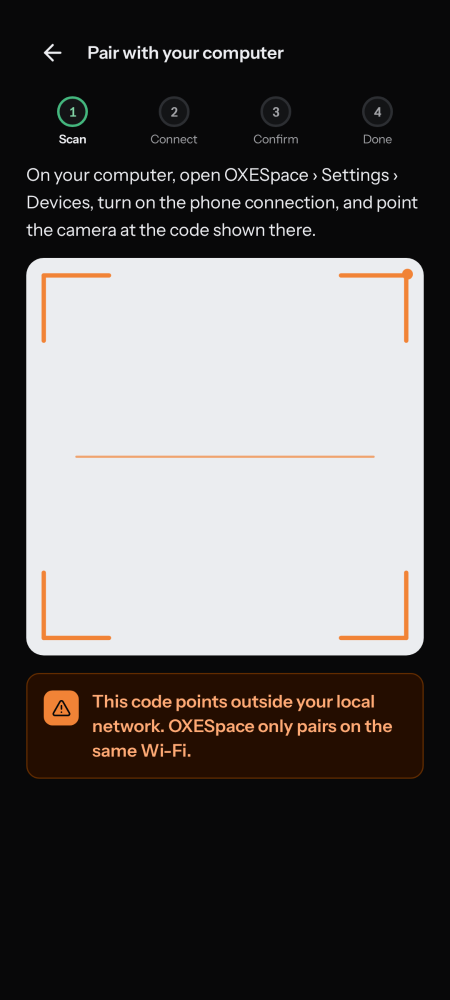 Pair with your computer
1 2 3 4
Scan Connect Confirm Done
On your computer, open OXESpace › Settings ›
Devices, turn on the phone connection, and point
the camera at the code shown there.
This code points outside your local
network. OXESpace only pairs on the
same Wi-Fi.